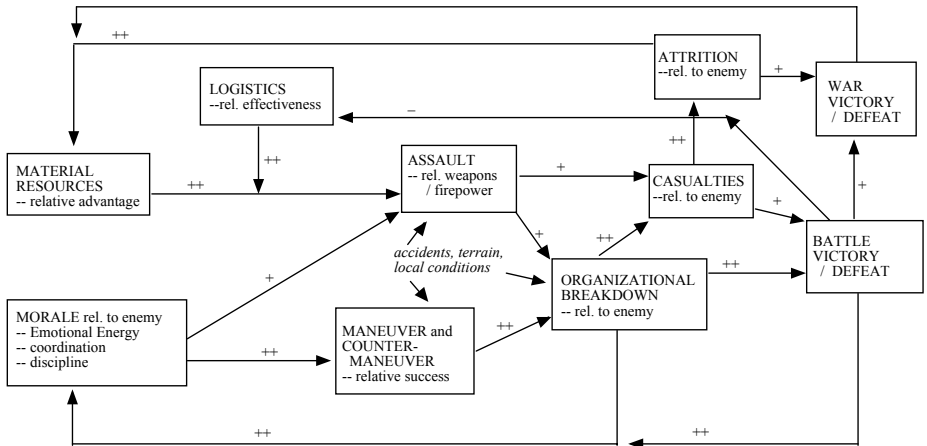 ++
ATTRITION
--rel. to enemy
+
WAR
VICTORY
/ DEFEAT
LOGISTICS
--rel. effectiveness
–
++
++
ASSAULT
-- rel. weapons
/ firepower
+
CASUALTIES
--rel. to enemy
+
+
MATERIAL
RESOURCES
-- relative advantage
++
BATTLE
VICTORY
/ DEFEAT
accidents, terrain,
local conditions
+
++
+
ORGANIZATIONAL
BREAKDOWN
-- rel. to enemy
++
MORALE rel. to enemy
-- Emotional Energy
-- coordination
-- discipline
++
MANEUVER and
COUNTER-
MANEUVER
-- relative success
++
++
++